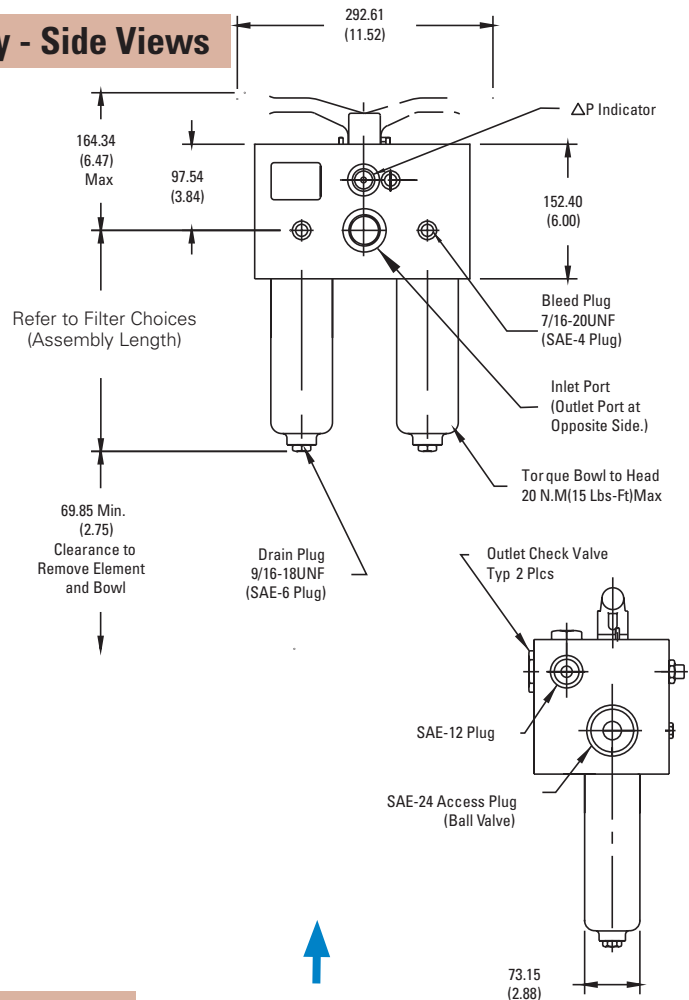 y - Side Views
292.61
(11.52)
164.34
(6.47)
Max
97.54
(3.84)
△P Indicator
152.40
(6.00)
Refer to Filter Choices
(Assembly Length)
Bleed Plug
7/16-20UNF
(SAE-4 Plug)
Inlet Port
(Outlet Port at
Opposite Side.)
Torque Bowl to Head
20 N.M(15 Lbs-Ft)Max
69.85 Min.
(2.75)
Clearance to
Remove Element
and Bowl
Drain Plug
9/16-18UNF
(SAE-6 Plug)
Outlet Check Valve
Typ 2 Plcs
SAE-12 Plug
SAE-24 Access Plug
(Ball Valve)
73.15
(2.88)